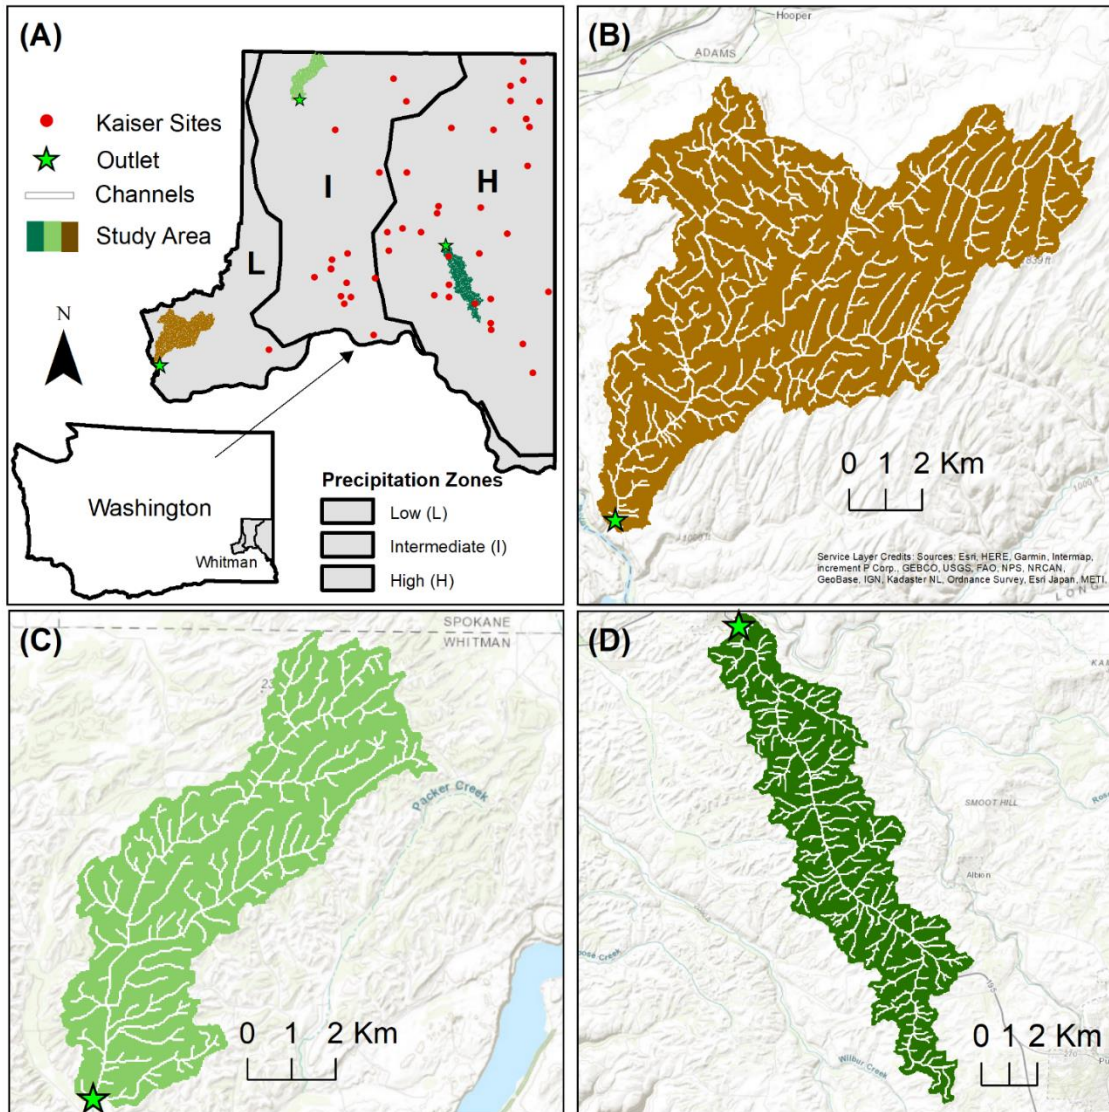 (A)
Kaiser Sites
Outlet
Channels
Study Area
L
I
H
N
Washington
Whitman
Precipitation Zones
Low (L)
Intermediate (I)
High (H)
(B)
Hooper
ADAMS
1000 ft
0 1 2 Km
Service Layer Credits: Sources: Esri, HERE, Garmin, Intermap,
increment P Corp., GEBCO, USGS, FAO, NPS, NRCAN,
GeoBase, IGN, Kadaster NL, Ordnance Survey, Esri Japan, METI,
(C)
SPOKANE
WHITMAN
Packer Creek
0 1 2 Km
(D)
SMOOT HILL
Albion
Wilbur Creek
0 1 2 Km